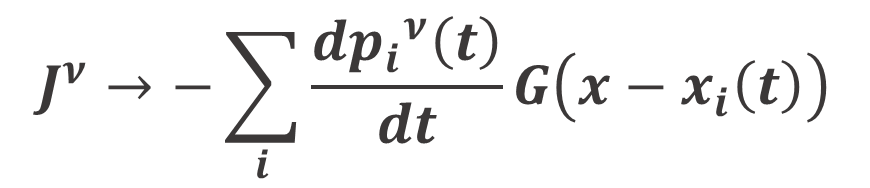 J^ν → − ∑_i dp_i^ν(t)/dt G(x − x_i(t))